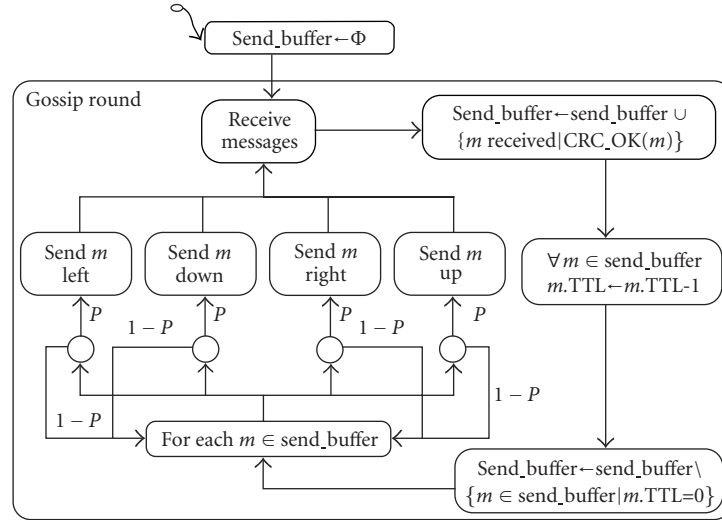 Send_buffer←Φ
Gossip round
Receive
messages
Send_buffer←send_buffer ∪
{m received|CRC_OK(m)}
Send m
left
Send m
down
Send m
right
Send m
up
∀ m ∈ send_buffer
m.TTL←m.TTL-1
P
P
P
P
1 − P
1 − P
1 − P
1 − P
For each m ∈ send_buffer
Send_buffer←send_buffer\
{m ∈ send_buffer|m.TTL=0}